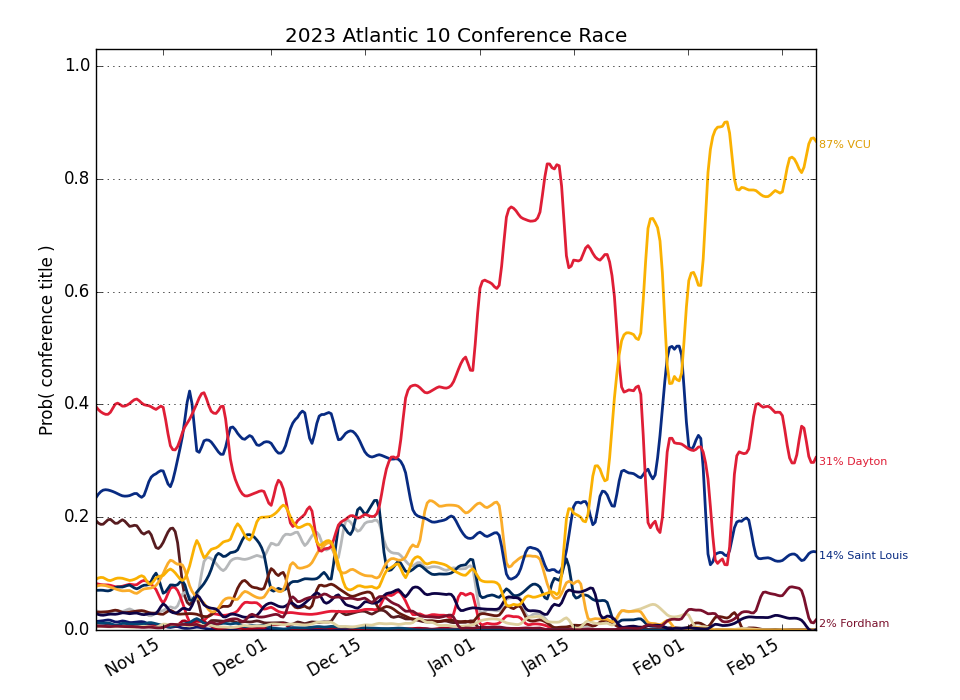 2023 Atlantic 10 Conference Race
Prob( conference title )
1.0
0.8
0.6
0.4
0.2
0.0
87% VCU
31% Dayton
14% Saint Louis
2% Fordham
Nov 15
Dec 01
Dec 15
Jan 01
Jan 15
Feb 01
Feb 15